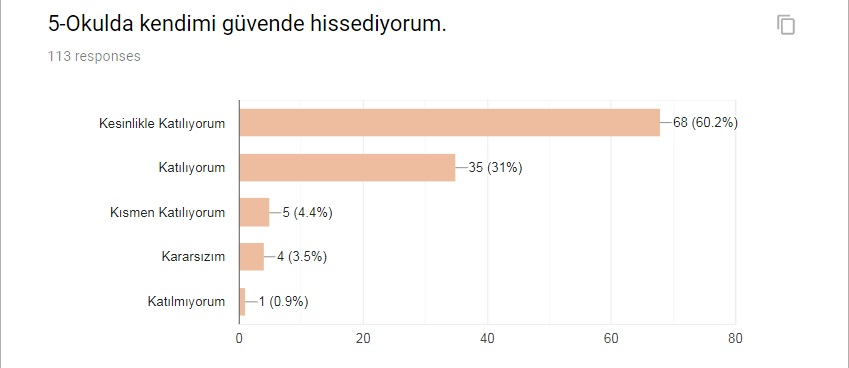 5-Okulda kendimi güvende hissediyorum.
113 responses
Kesinlikle Katılıyorum 68 (60.2%)
Katılıyorum 35 (31%)
Kısmen Katılıyorum 5 (4.4%)
Kararsızım 4 (3.5%)
Katılmıyorum 1 (0.9%)
0 20 40 60 80